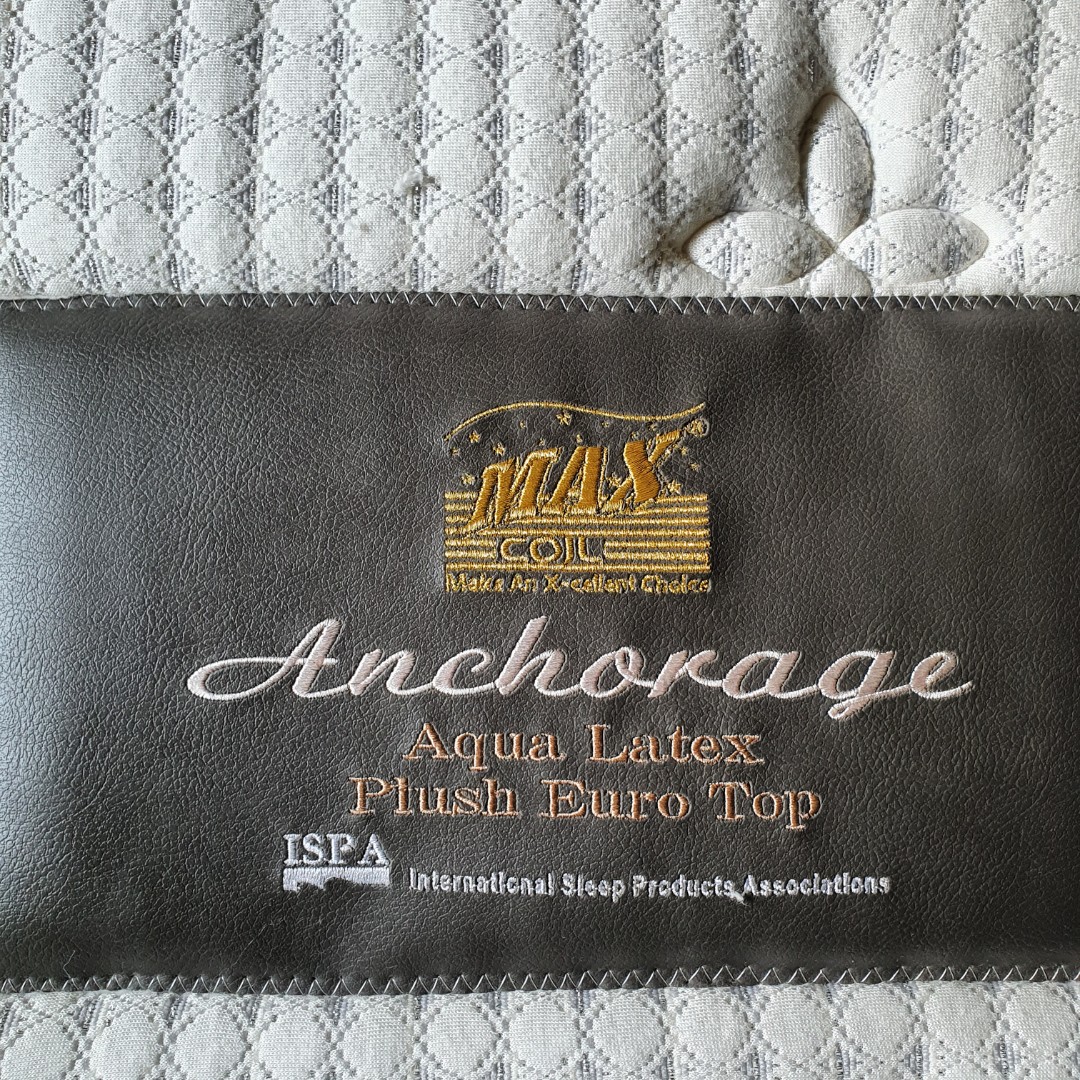 MAX®
COIL
Make An X-cellent Choice
Anchorage
Aqua Latex
Plush Euro Top
ISPA
International Sleep Products Associations